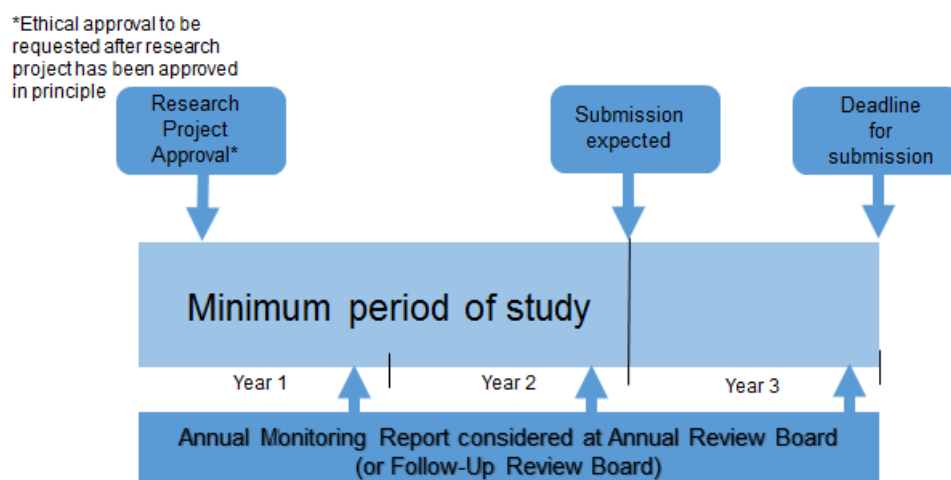 *Ethical approval to be
requested after research
project has been approved
in principle
Research
Project
Approval*
Submission
expected
Deadline
for
submission
Minimum period of study
Year 1
Year 2
Year 3
Annual Monitoring Report considered at Annual Review Board
(or Follow-Up Review Board)